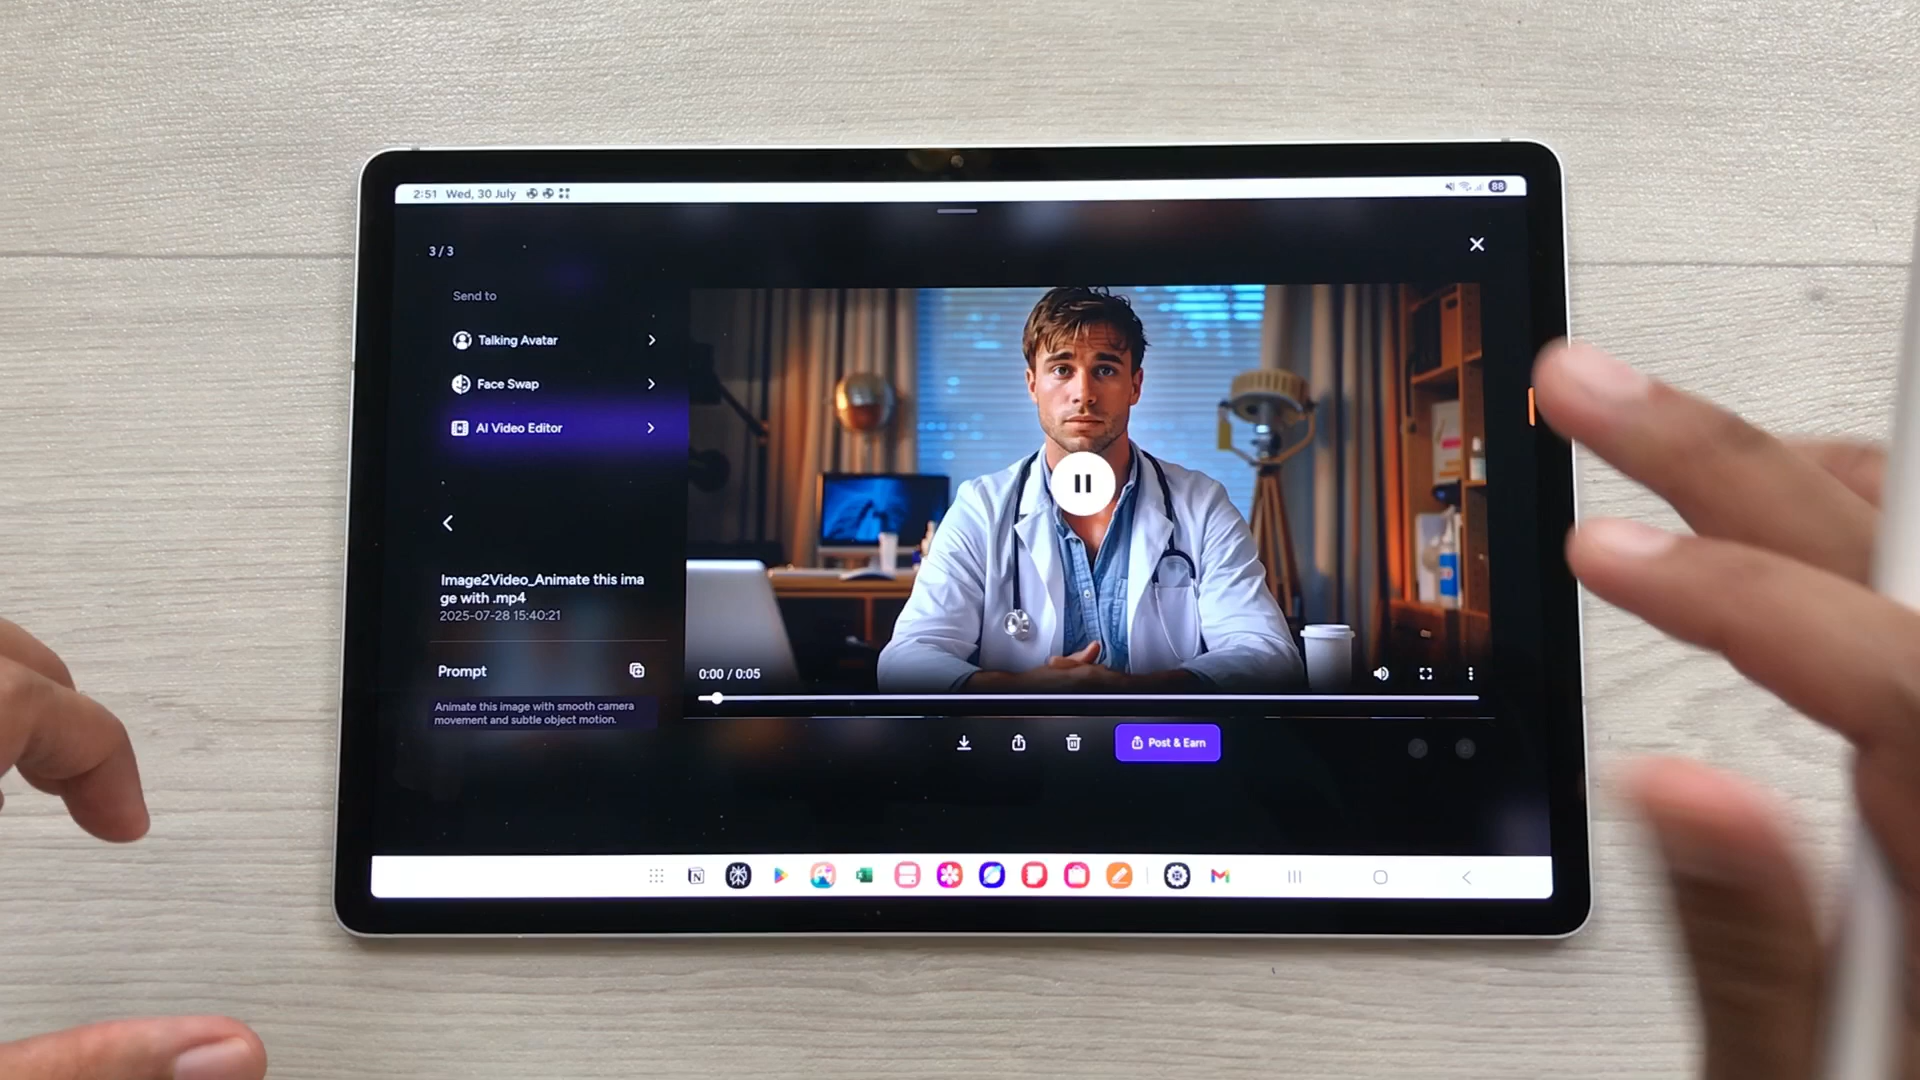 2:51 Wed, 30 July
88
3 / 3
Send to
Talking Avatar
Face Swap
AI Video Editor
Image2Video_Animate this ima
ge with .mp4
2025-07-28 15:40:21
Prompt
Animate this image with smooth camera
movement and subtle object motion.
0:00 / 0:05
Post & Earn